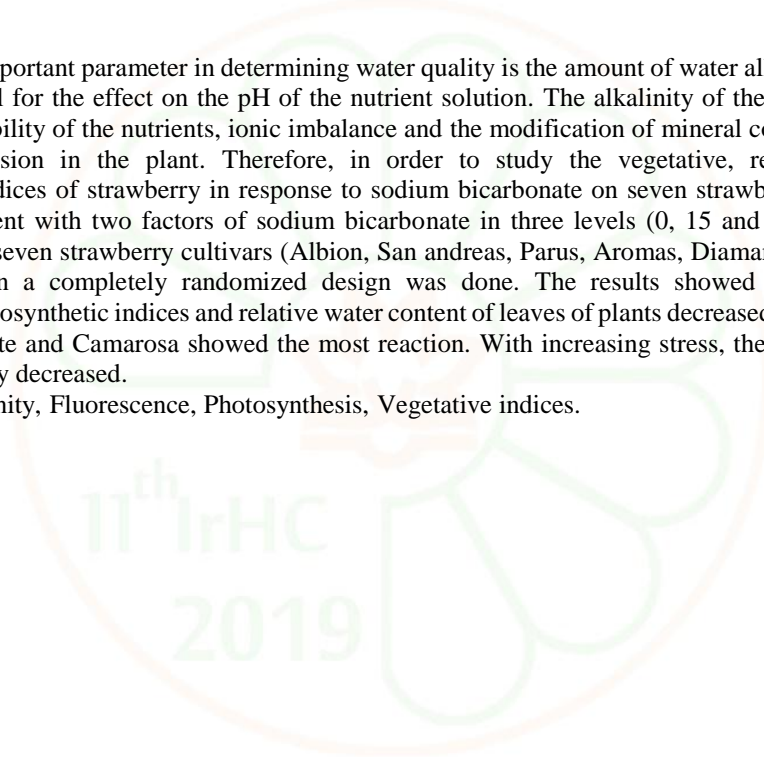 portant parameter in determining water quality is the amount of water al
l for the effect on the pH of the nutrient solution. The alkalinity of the
bility of the nutrients, ionic imbalance and the modification of mineral co
sion in the plant. Therefore, in order to study the vegetative, re
dices of strawberry in response to sodium bicarbonate on seven strawb
ent with two factors of sodium bicarbonate in three levels (0, 15 and
seven strawberry cultivars (Albion, San andreas, Parus, Aromas, Diamar
n a completely randomized design was done. The results showed
osynthetic indices and relative water content of leaves of plants decreased
te and Camarosa showed the most reaction. With increasing stress, the
y decreased.
nity, Fluorescence, Photosynthesis, Vegetative indices.
11th IrHC
2019